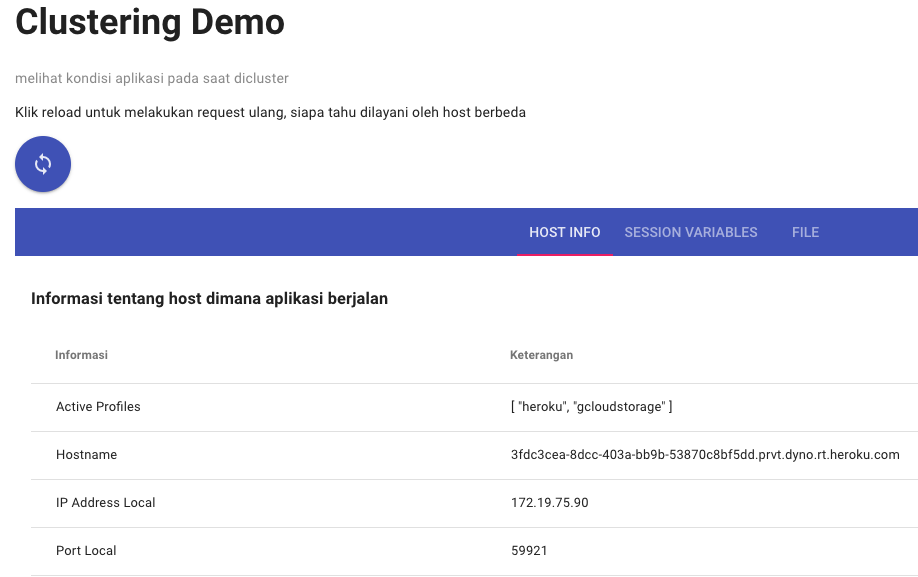 Clustering Demo
melihat kondisi aplikasi pada saat dicluster
Klik reload untuk melakukan request ulang, siapa tahu dilayani oleh host berbeda
HOST INFO SESSION VARIABLES FILE
Informasi tentang host dimana aplikasi berjalan
Informasi Keterangan
Active Profiles [ "heroku", "gcloudstorage" ]
Hostname 3fdc3cea-8dcc-403a-bb9b-53870c8bf5dd.prvt.dyno.rt.heroku.com
IP Address Local 172.19.75.90
Port Local 59921